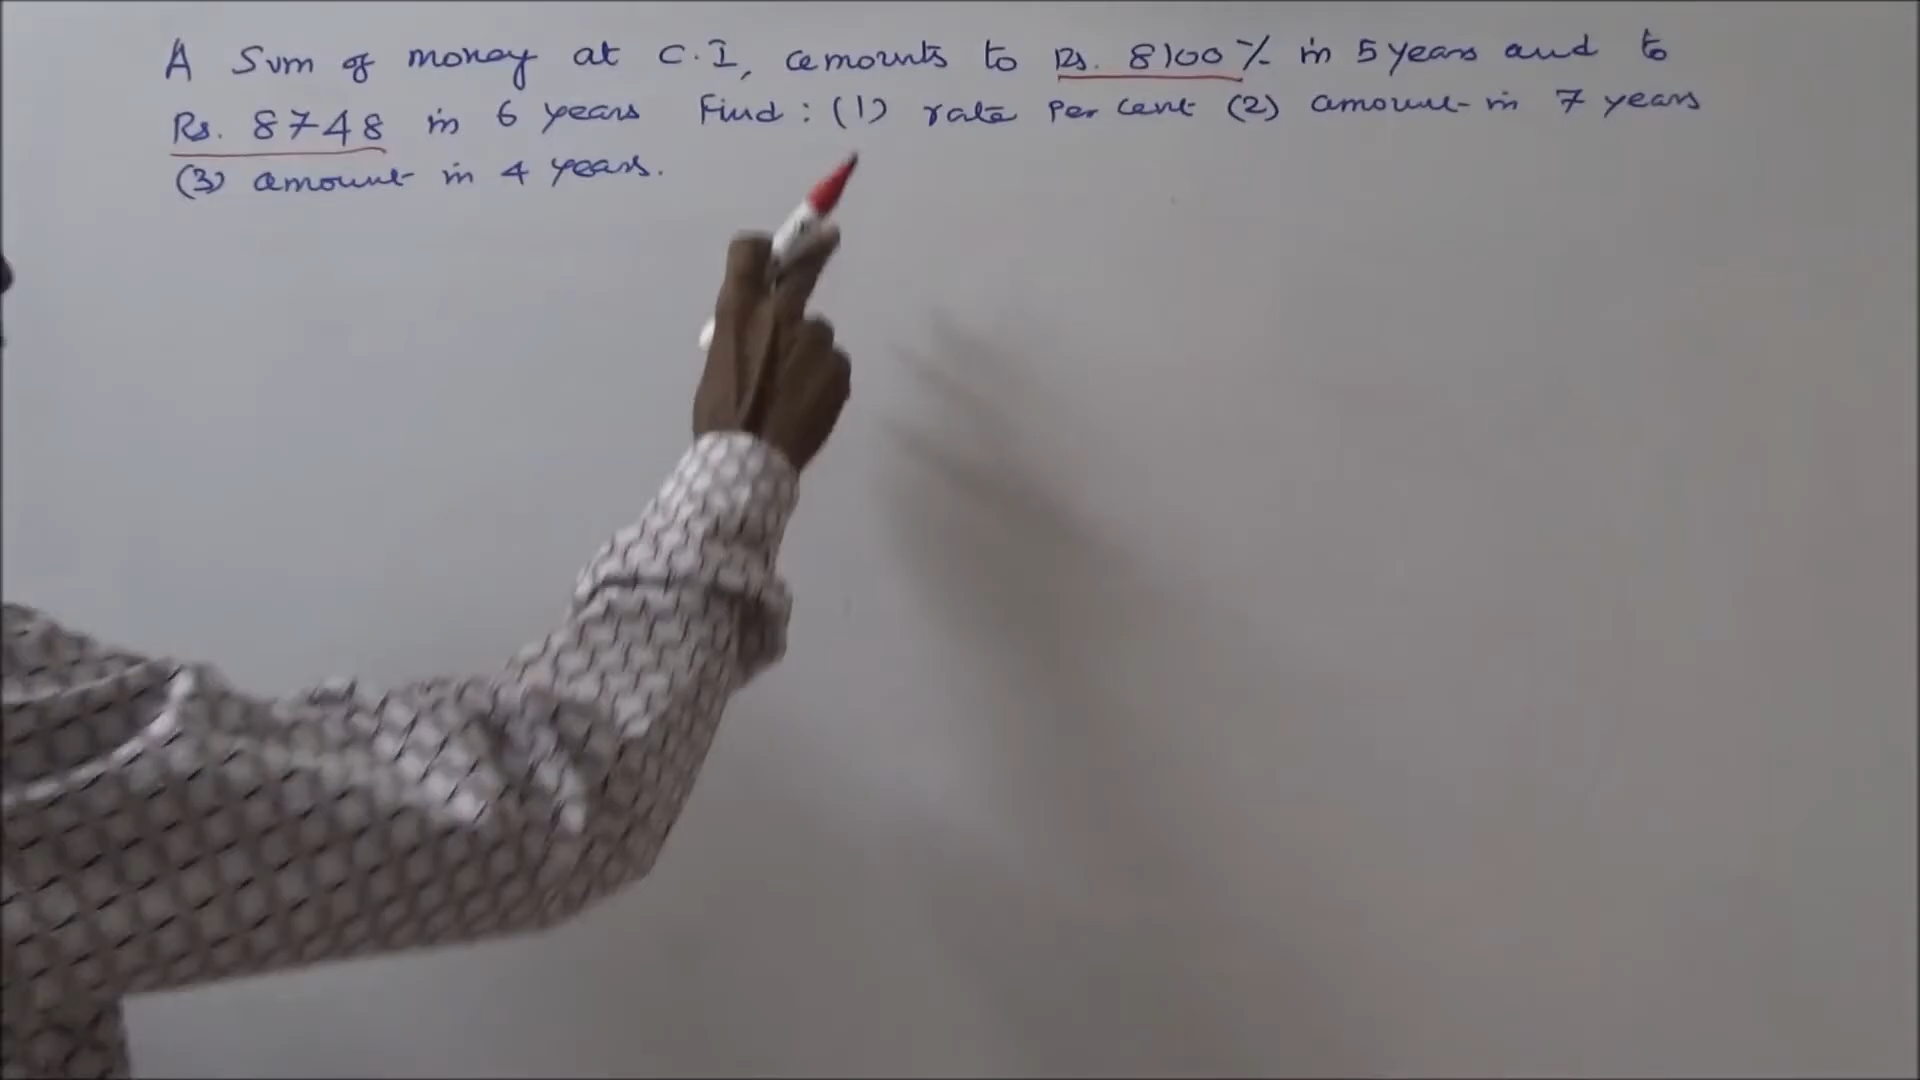 A Sum of money at C.I, amounts to Rs. 8100/- in 5 years and to
Rs. 8748 in 6 years Find : (1) rate per cent (2) amount in 7 years
(3) amount in 4 years.